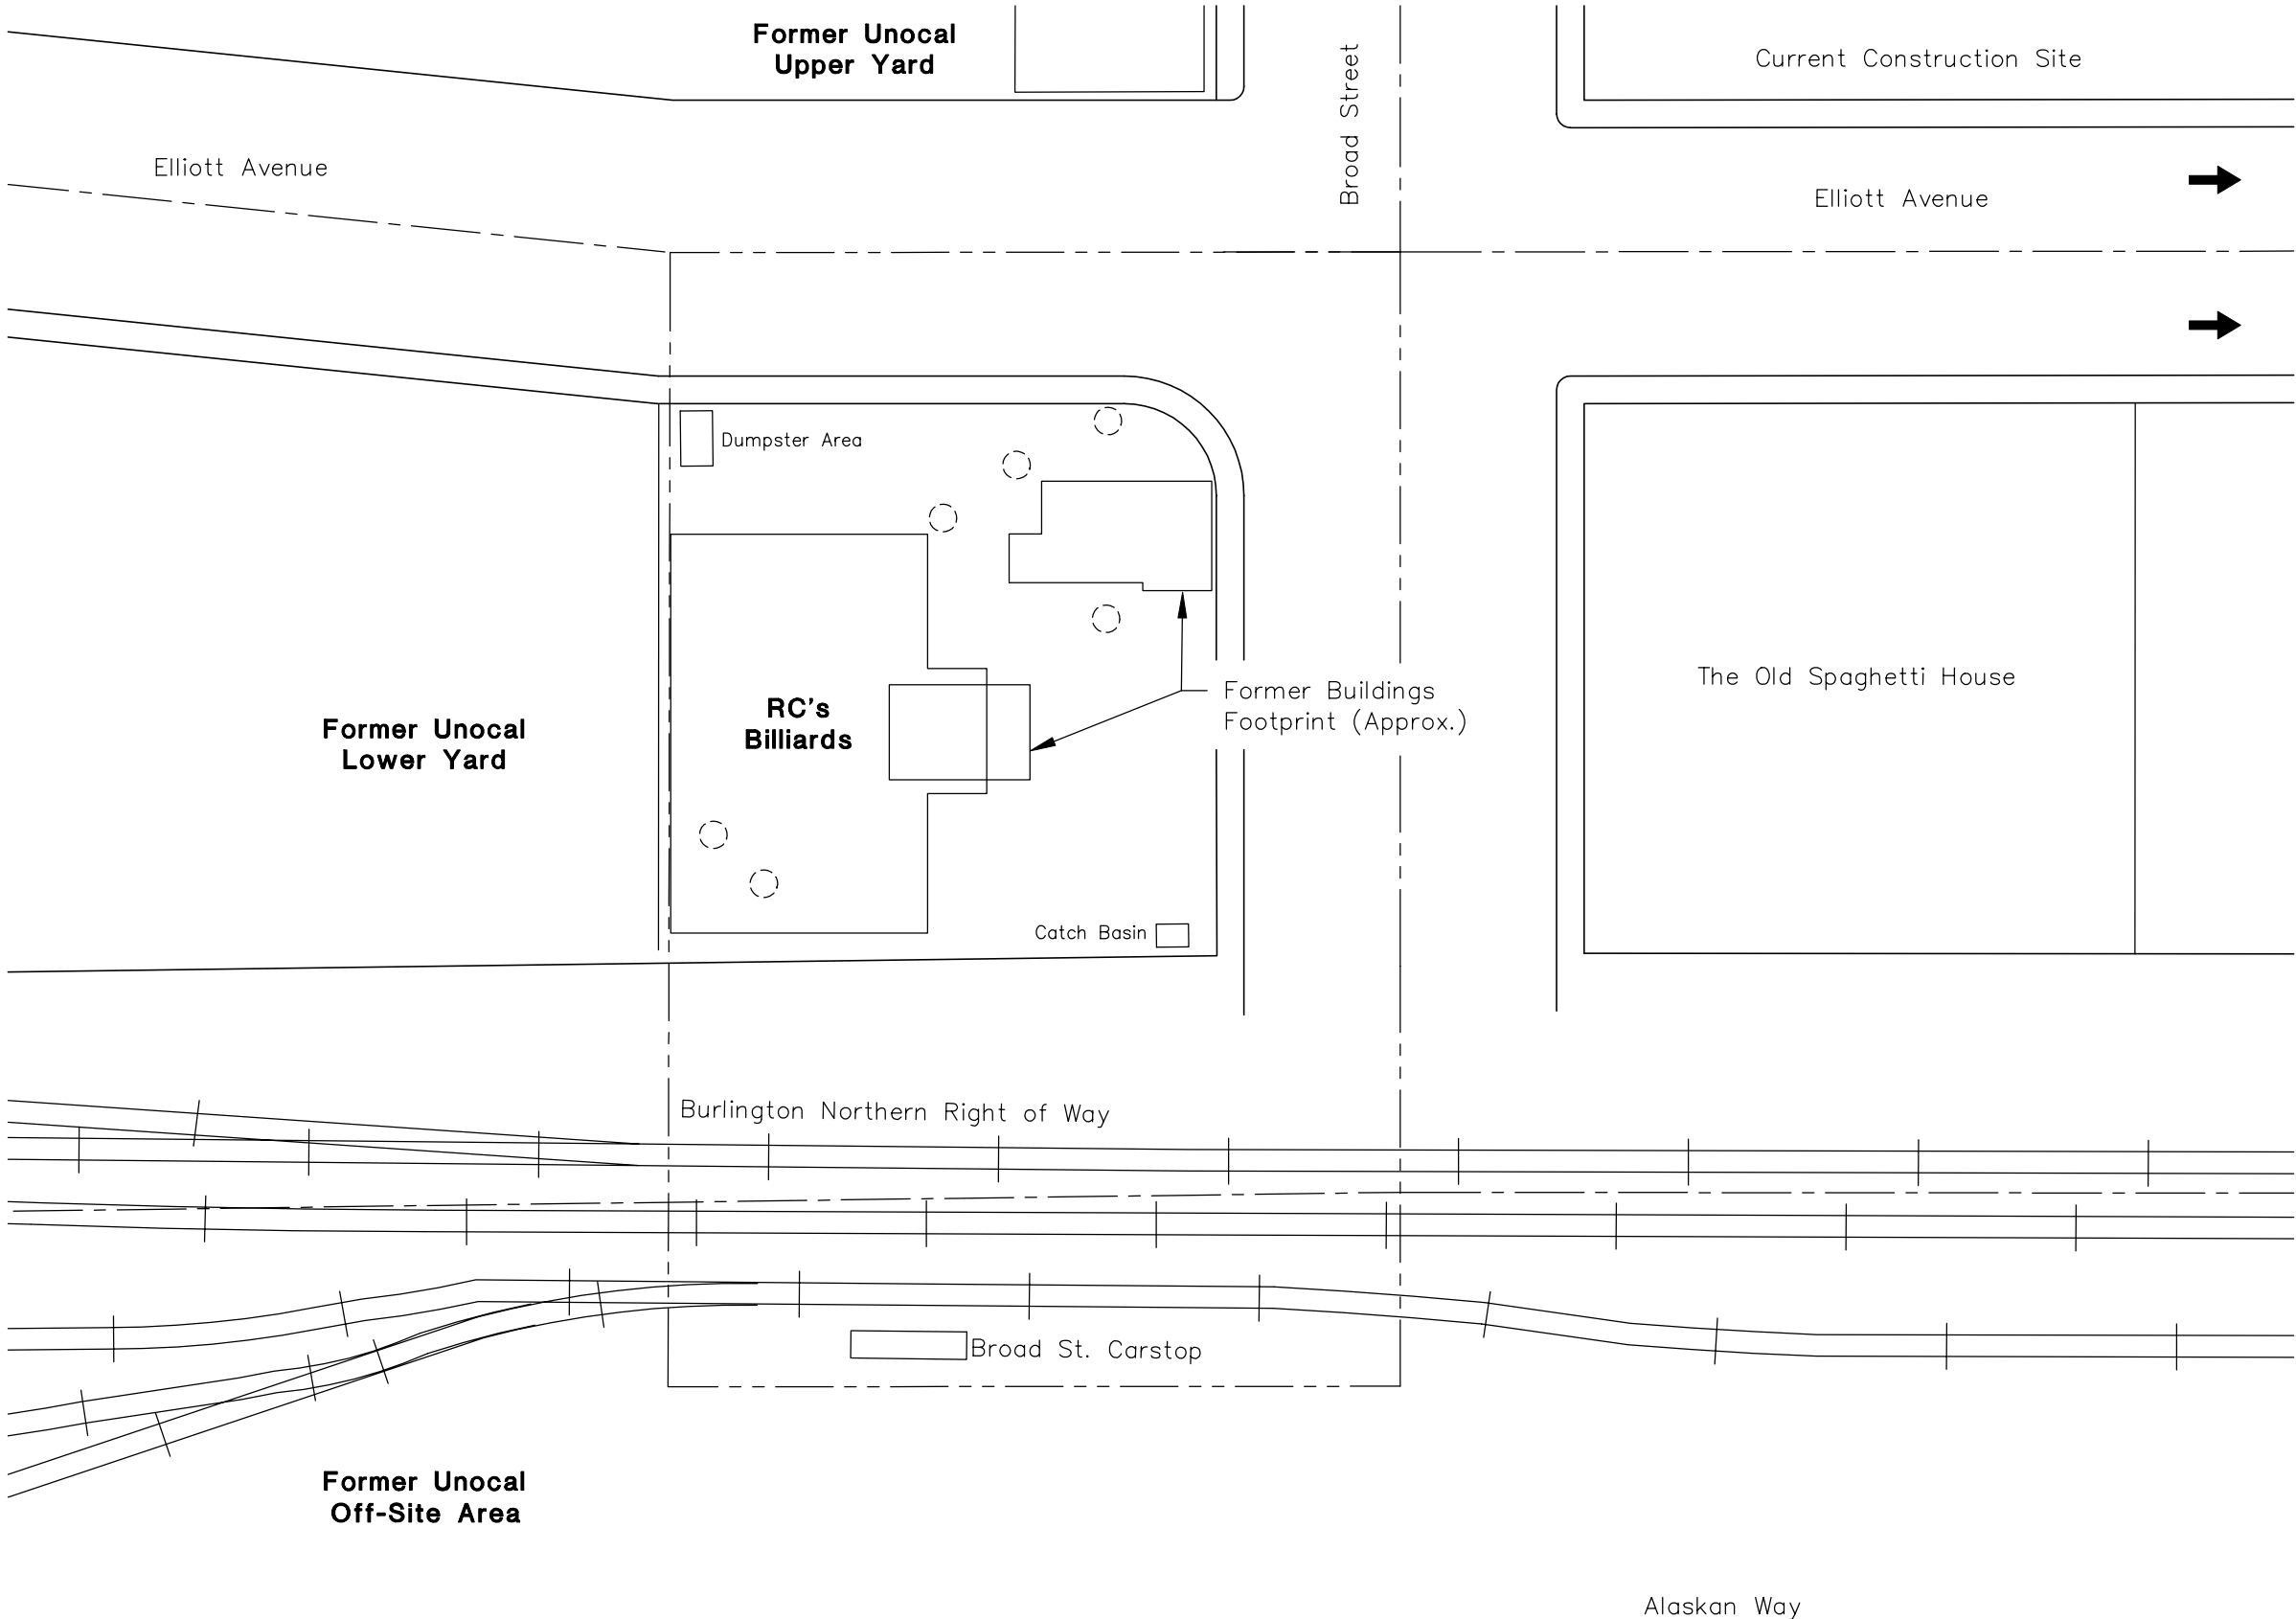 Former Unocal
Upper Yard
Broad Street
Current Construction Site
Elliott Avenue
Elliott Avenue
Dumpster Area
Former Unocal
Lower Yard
RC's
Billiards
Former Buildings
Footprint (Approx.)
The Old Spaghetti House
Catch Basin
Burlington Northern Right of Way
Broad St. Carstop
Former Unocal
Off-Site Area
Alaskan Way